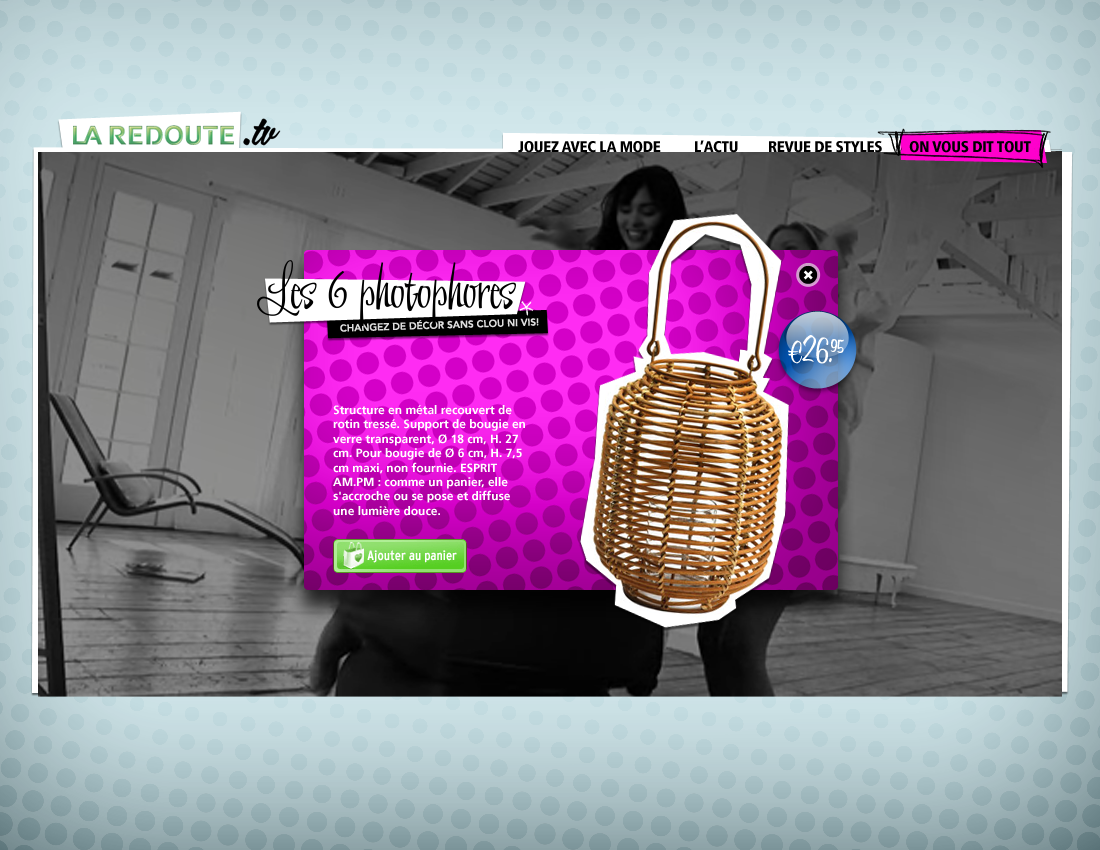 LA REDOUTE.tv
JOUEZ AVEC LA MODE L'ACTU REVUE DE STYLES ON VOUS DIT TOUT
Les 6 photophores
CHANGEZ DE DÉCOR SANS CLOU NI VIS!
€26.95
Structure en métal recouvert de
rotin tressé. Support de bougie en
verre transparent, Ø 18 cm, H. 27
cm. Pour bougie de Ø 6 cm, H. 7,5
cm maxi, non fournie. ESPRIT
AM.PM : comme un panier, elle
s'accroche ou se pose et diffuse
une lumière douce.
Ajouter au panier